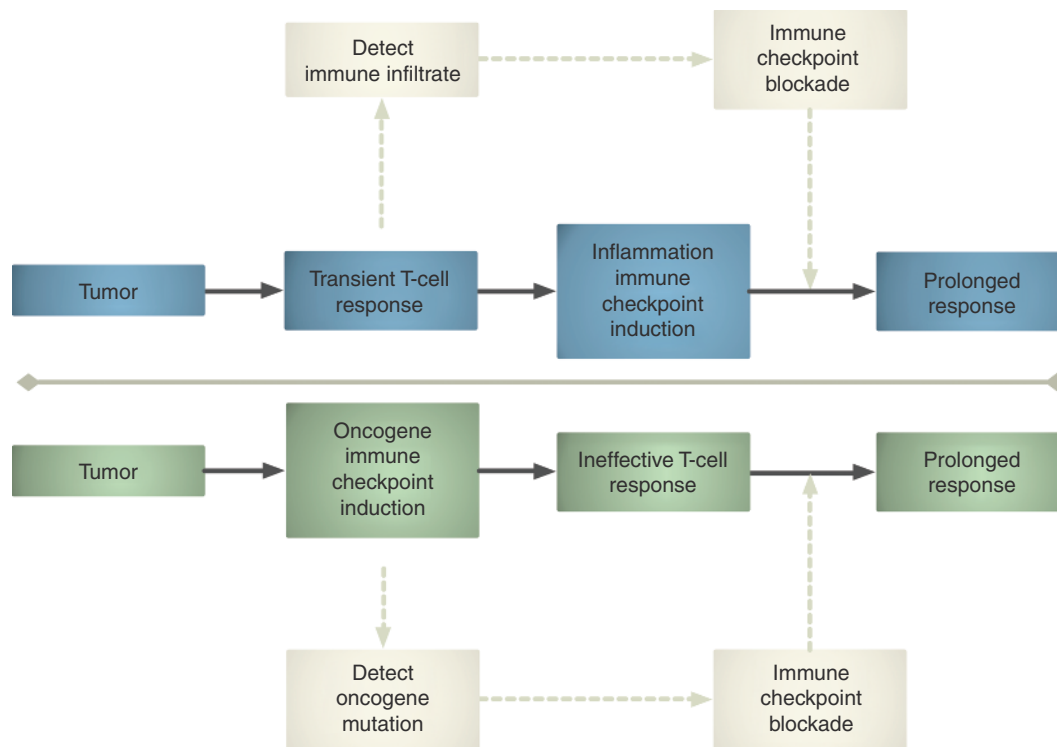 Detect
immune infiltrate
Immune
checkpoint
blockade
Tumor
Transient T-cell
response
Inflammation
immune
checkpoint
induction
Prolonged
response
Tumor
Oncogene
immune
checkpoint
induction
Ineffective T-cell
response
Prolonged
response
Detect
oncogene
mutation
Immune
checkpoint
blockade